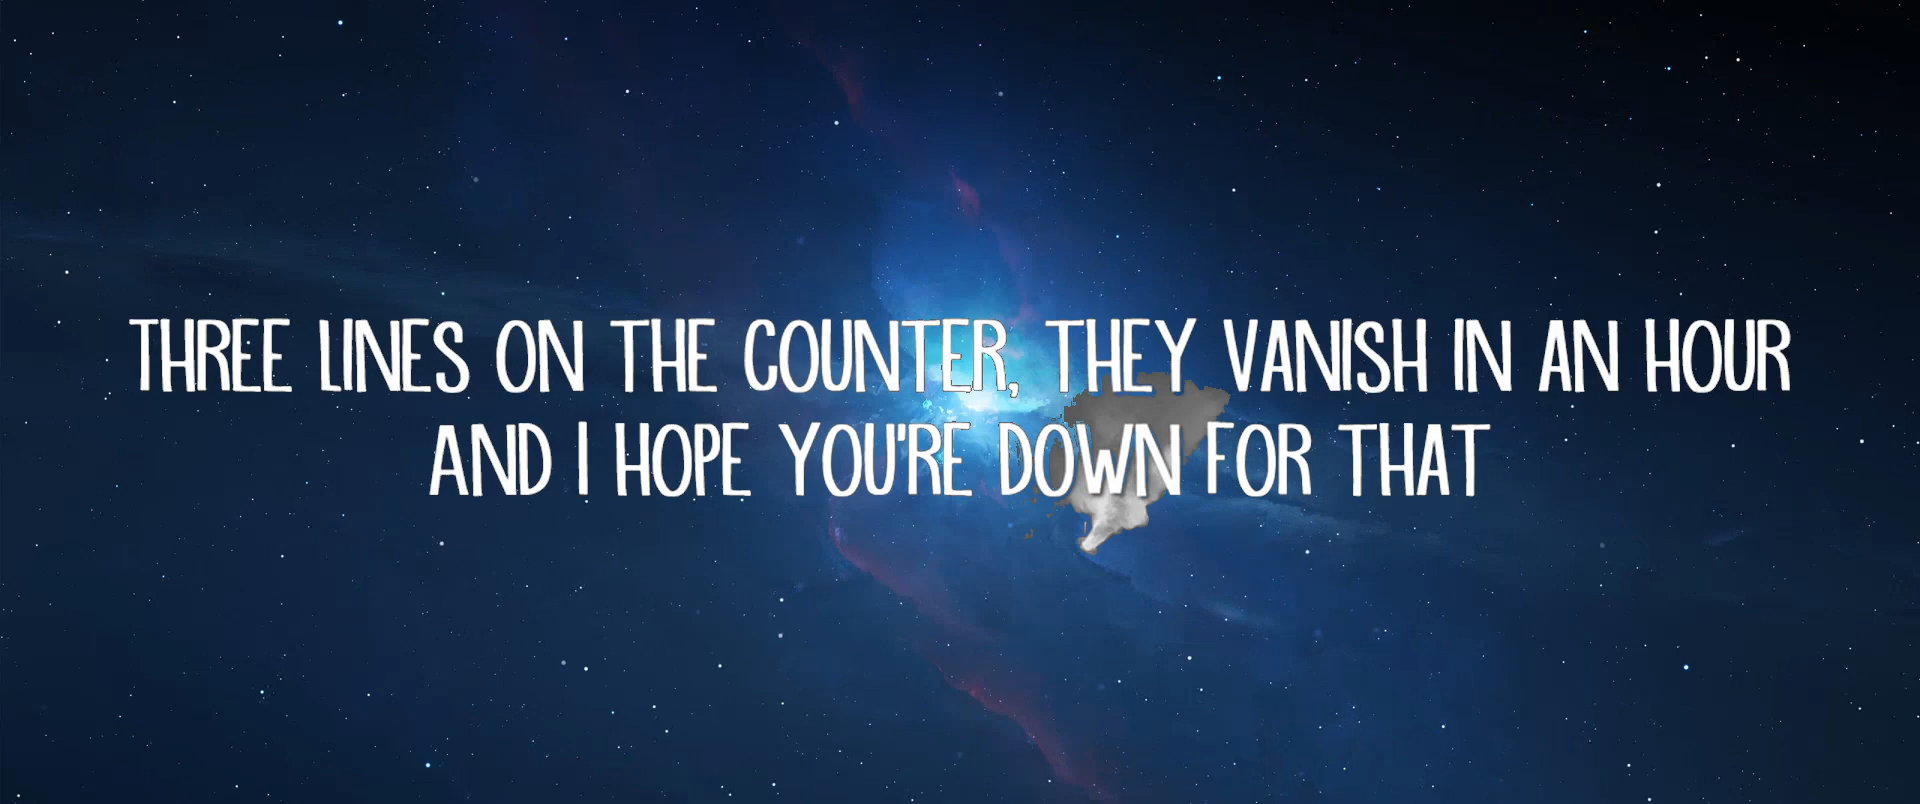 THREE LINES ON THE COUNTER, THEY VANISH IN AN HOUR
AND I HOPE YOU'RE DOWN FOR THAT